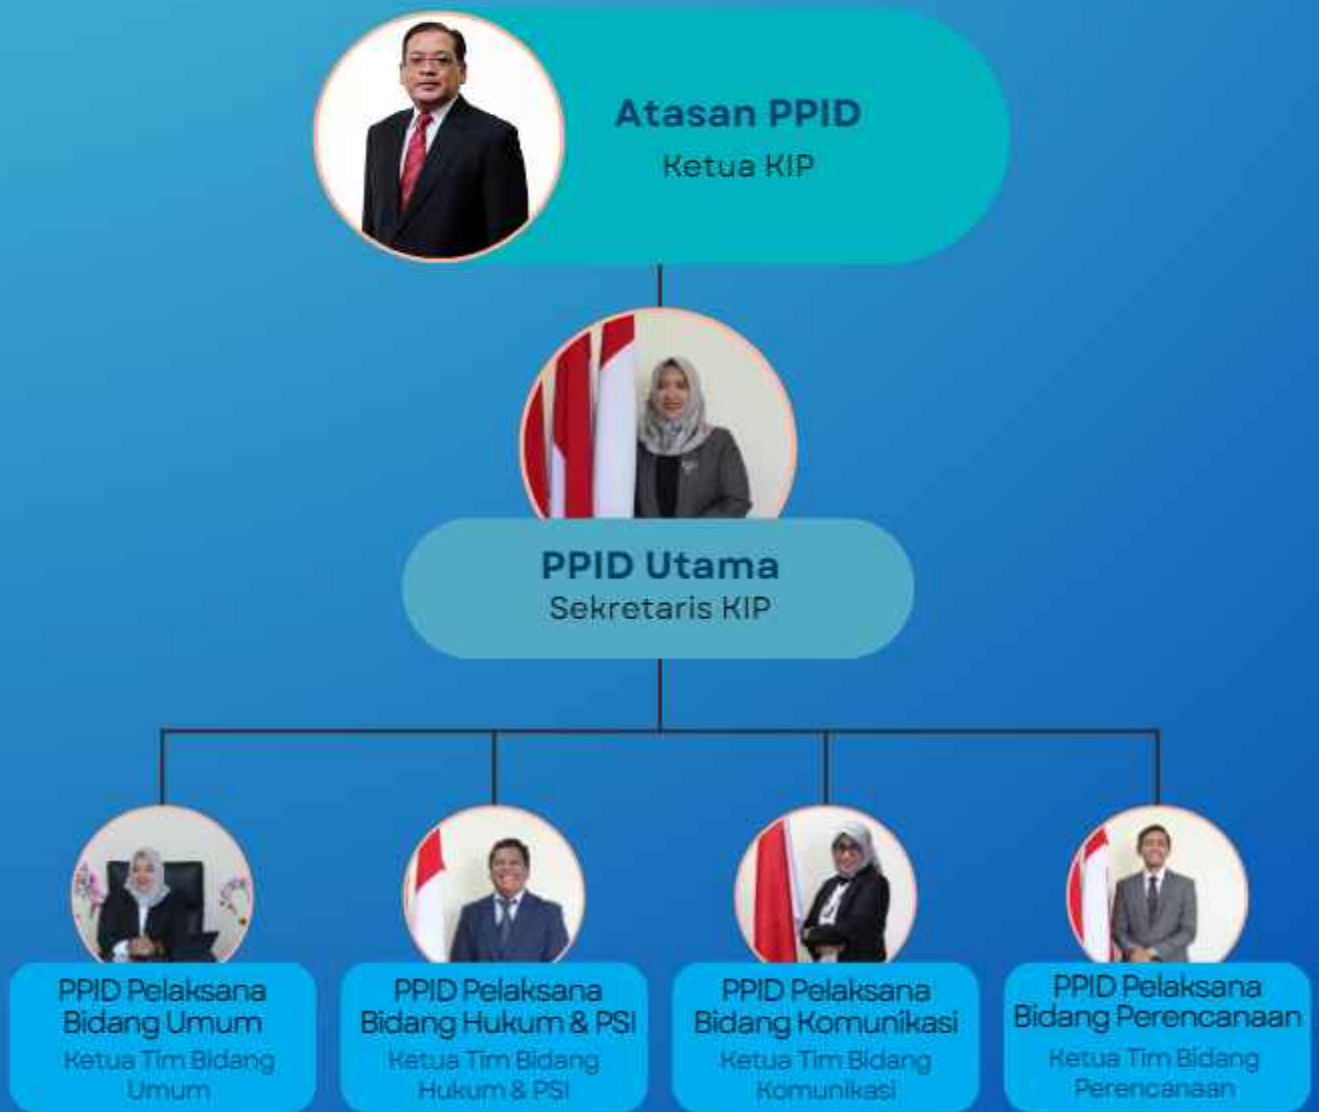 Atasan PPID
Ketua KIP
PPID Utama
Sekretaris KIP
PPID Pelaksana
Bidang Umum
Ketua Tim Bidang
Umum
PPID Pelaksana
Bidang Hukum & PSI
Ketua Tim Bidang
Hukum & PSI
PPID Pelaksana
Bidang Komunikasi
Ketua Tim Bidang
Komunikasi
PPID Pelaksana
Bidang Perencanaan
Ketua Tim Bidang
Perencanaan